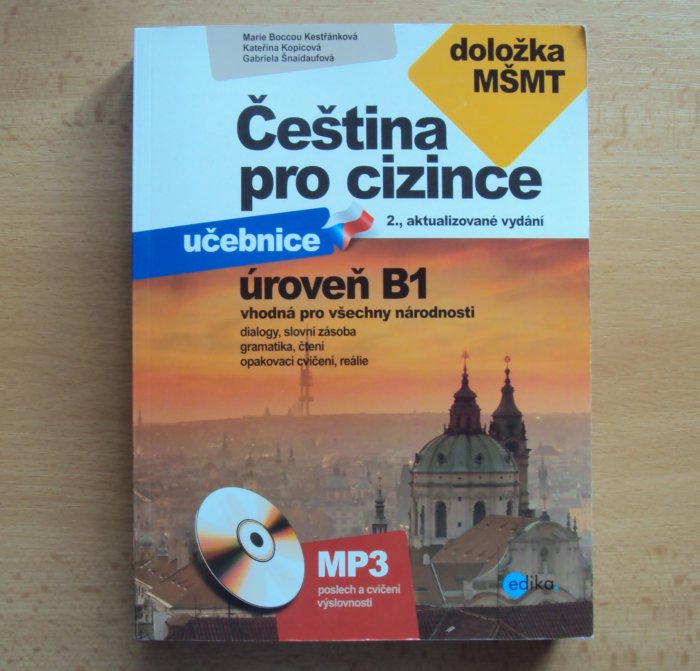 Marie Boccou Kestřánková
Kateřina Kopicová
Gabriela Šnaidaufová
doložka
MŠMT
Čeština
pro cizince
2., aktualizované vydání
učebnice
úroveň B1
vhodná pro všechny národnosti
dialogy, slovní zásoba
gramatika, čtení
opakovací cvičení, reálie
MP3
poslech a cvičení
výslovnosti
edika